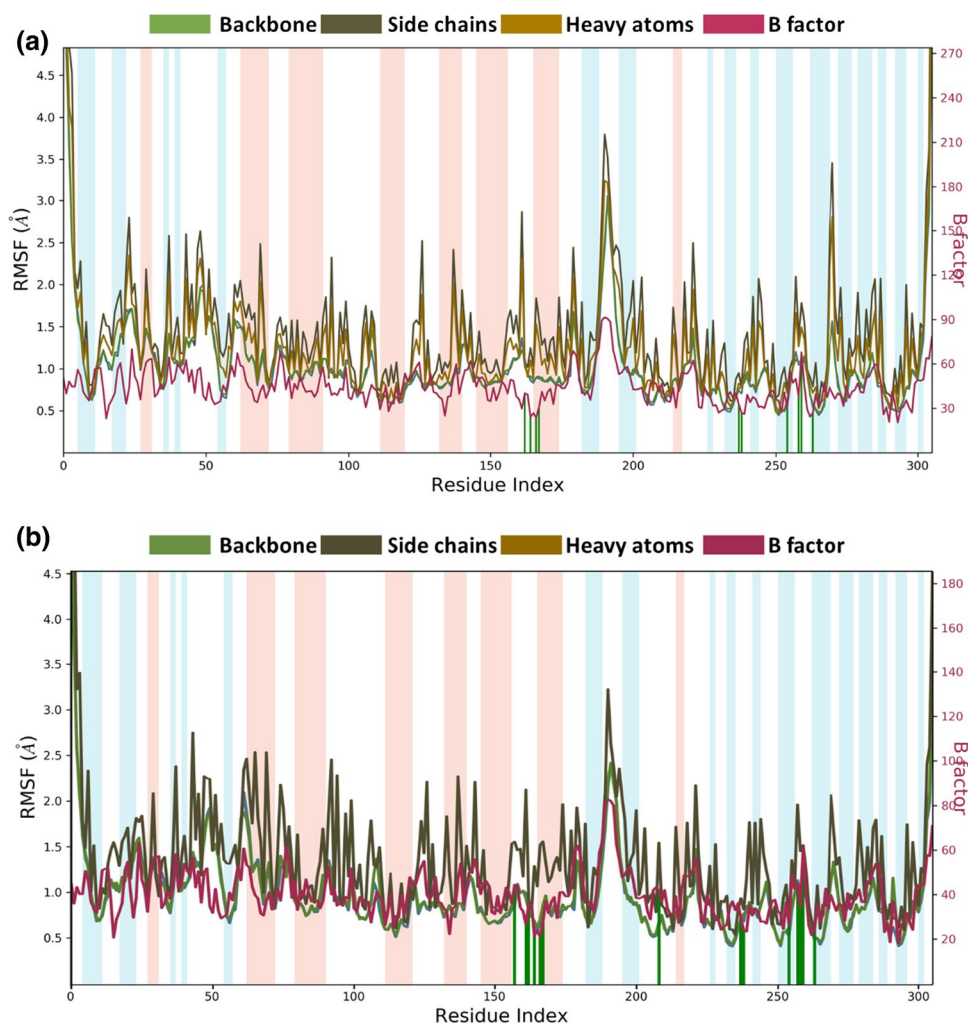 (a) Backbone Side chains Heavy atoms B factor
4.5 4.0 3.5 3.0 2.5 2.0 1.5 1.0 0.5
RMSF (Å)
270 240 210 180 150 120 90 60 30
B-factor
0 50 100 150 200 250 300
Residue Index
(b) Backbone Side chains Heavy atoms B factor
4.5 4.0 3.5 3.0 2.5 2.0 1.5 1.0 0.5
RMSF (Å)
180 160 140 120 100 80 60 40 20
B-factor
0 50 100 150 200 250 300
Residue Index